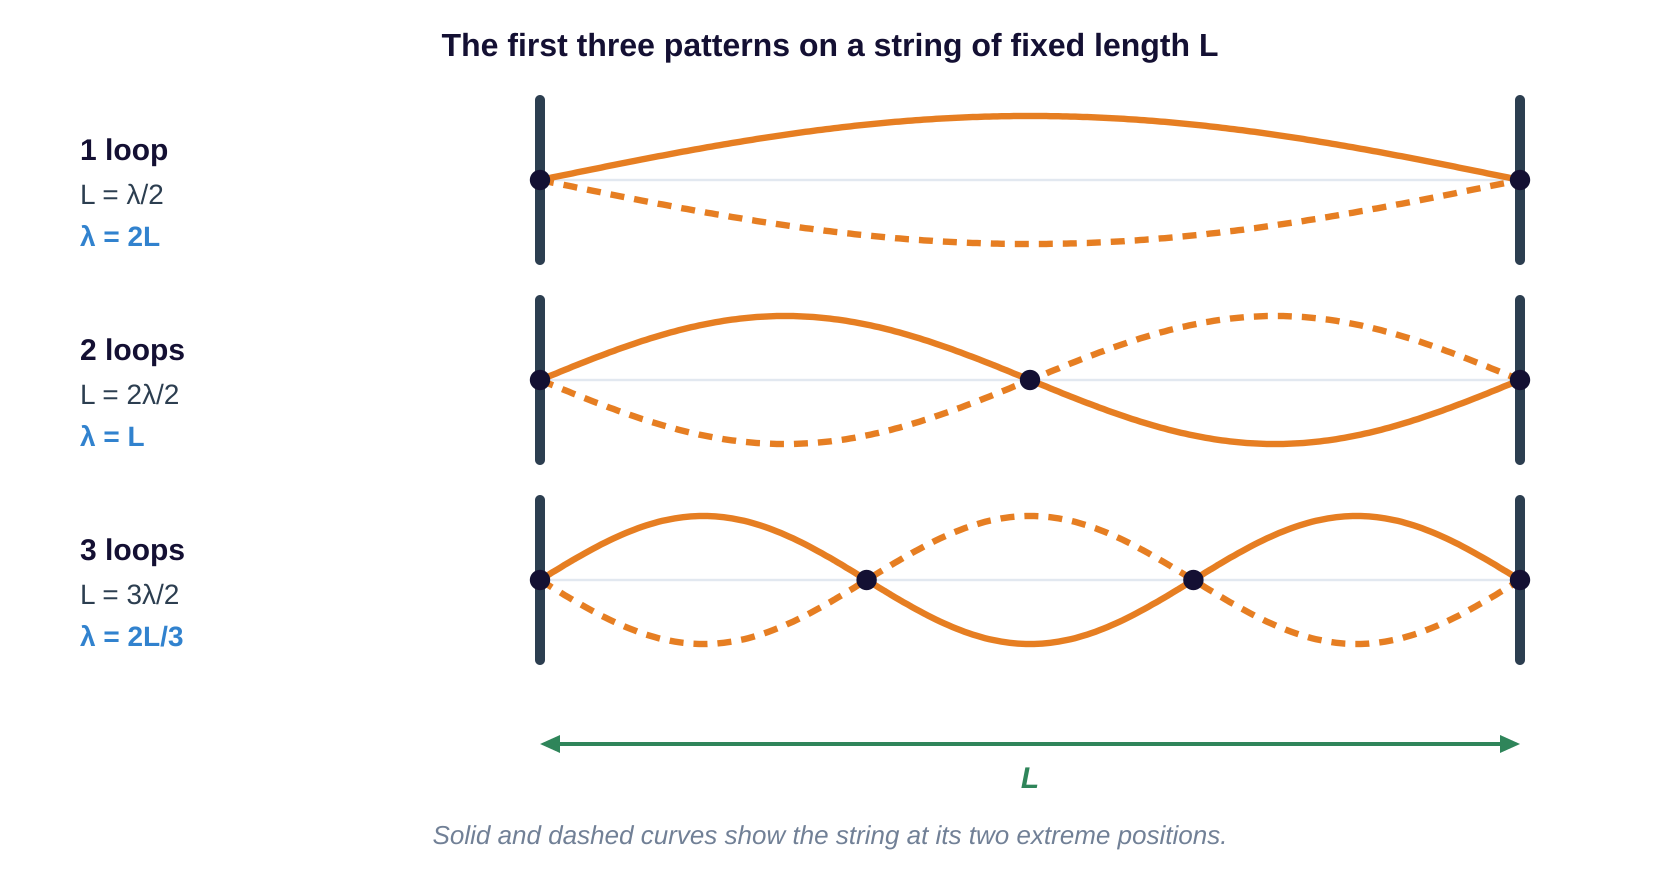 The first three patterns on a string of fixed length L
1 loop
L = λ/2
λ = 2L
2 loops
L = 2λ/2
λ = L
3 loops
L = 3λ/2
λ = 2L/3
L
Solid and dashed curves show the string at its two extreme positions.